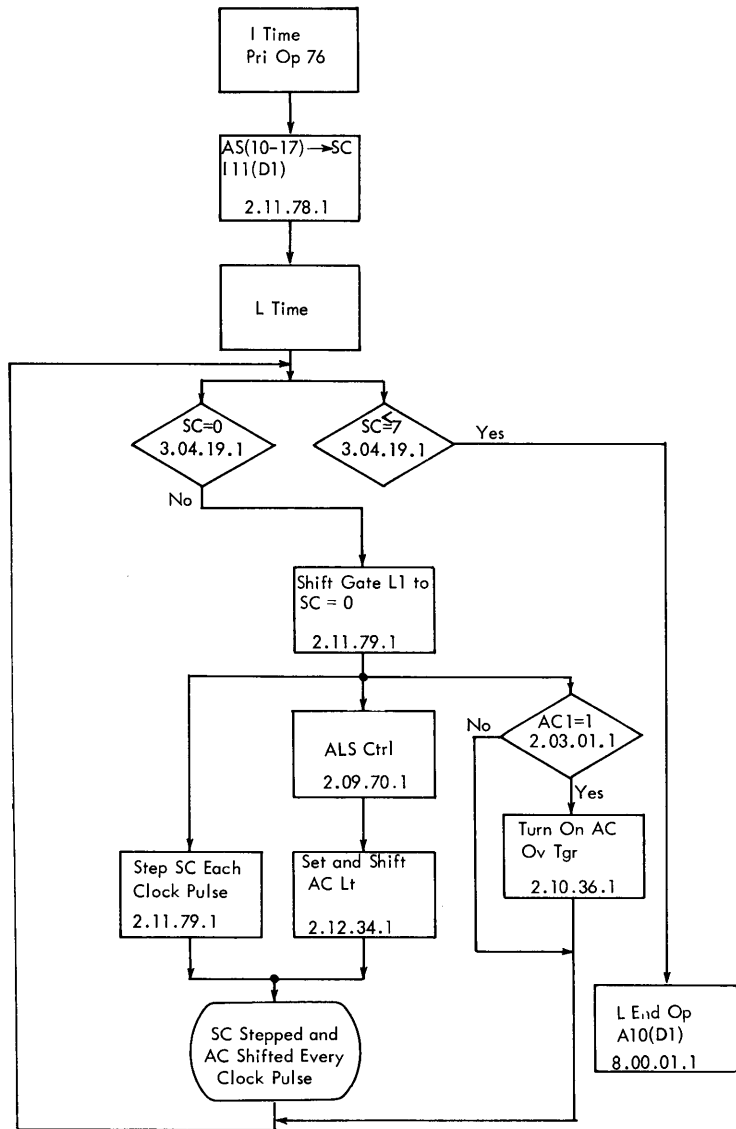 I Time
Pri Op 76
AS(10-17)→SC
I11(D1)
2.11.78.1
L Time
SC=0
3.04.19.1
No
SC≤7
3.04.19.1
Yes
Shift Gate L1 to
SC = 0
2.11.79.1
AC1=1
2.03.01.1
No
Yes
ALS Ctrl
2.09.70.1
Turn On AC
Ov Tgr
2.10.36.1
Step SC Each
Clock Pulse
2.11.79.1
Set and Shift
AC Lt
2.12.34.1
SC Stepped and
AC Shifted Every
Clock Pulse
L End Op
A10(D1)
8.00.01.1